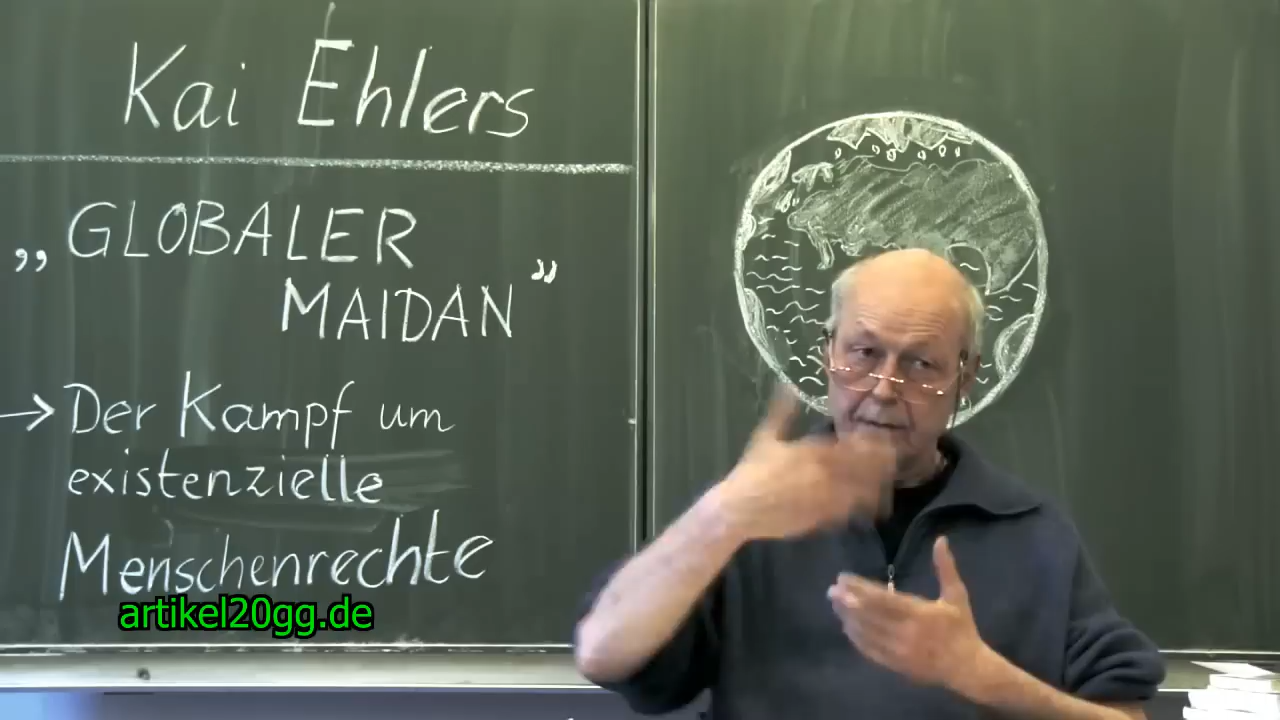 Kai Ehlers
„GLOBALER
MAIDAN"
→ Der Kampf um
existenzielle
Menschenrechte
artikel20gg.de